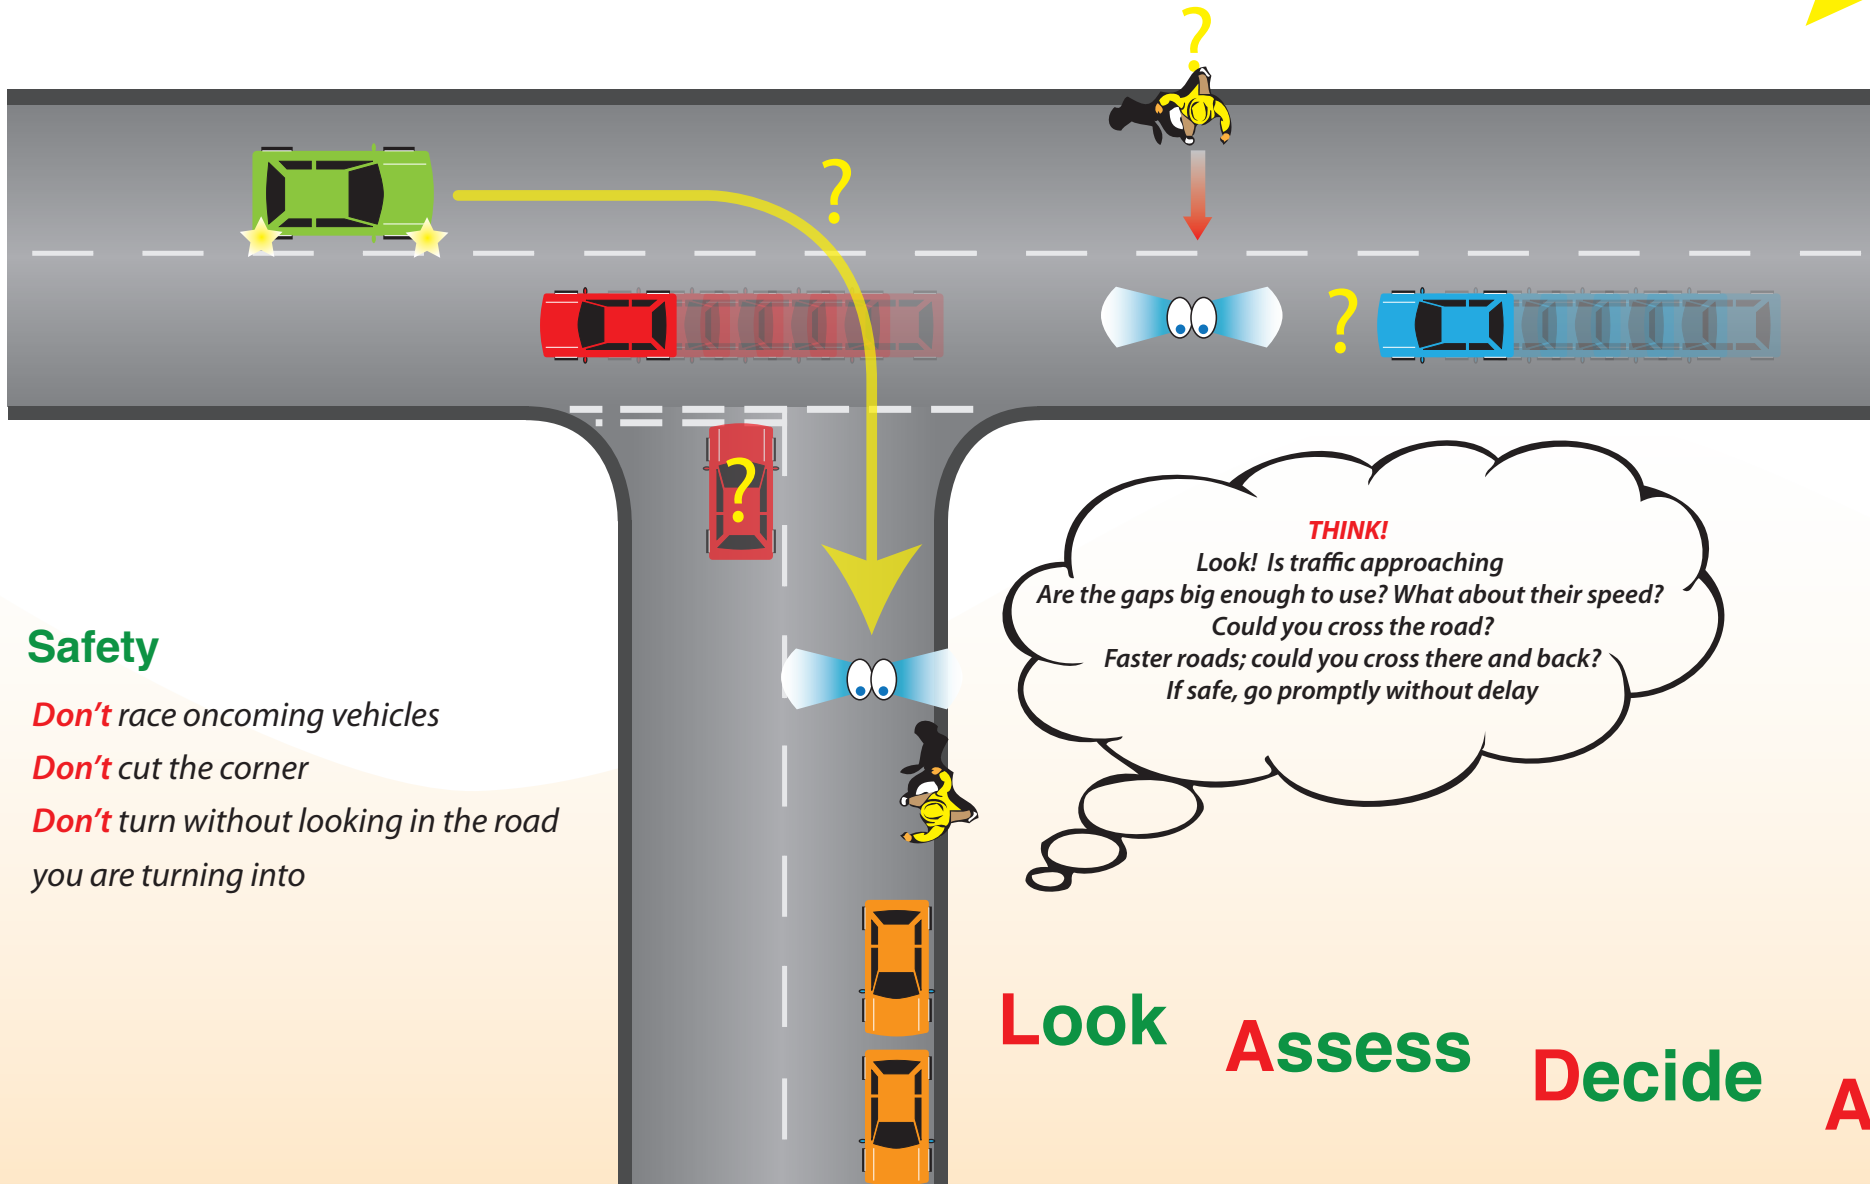 ?
?
?
?
THINK!
Look! Is traffic approaching
Are the gaps big enough to use? What about their speed?
Could you cross the road?
Faster roads; could you cross there and back?
If safe, go promptly without delay
Safety
Don't race oncoming vehicles
Don't cut the corner
Don't turn without looking in the road
you are turning into
Look
Assess
Decide
A